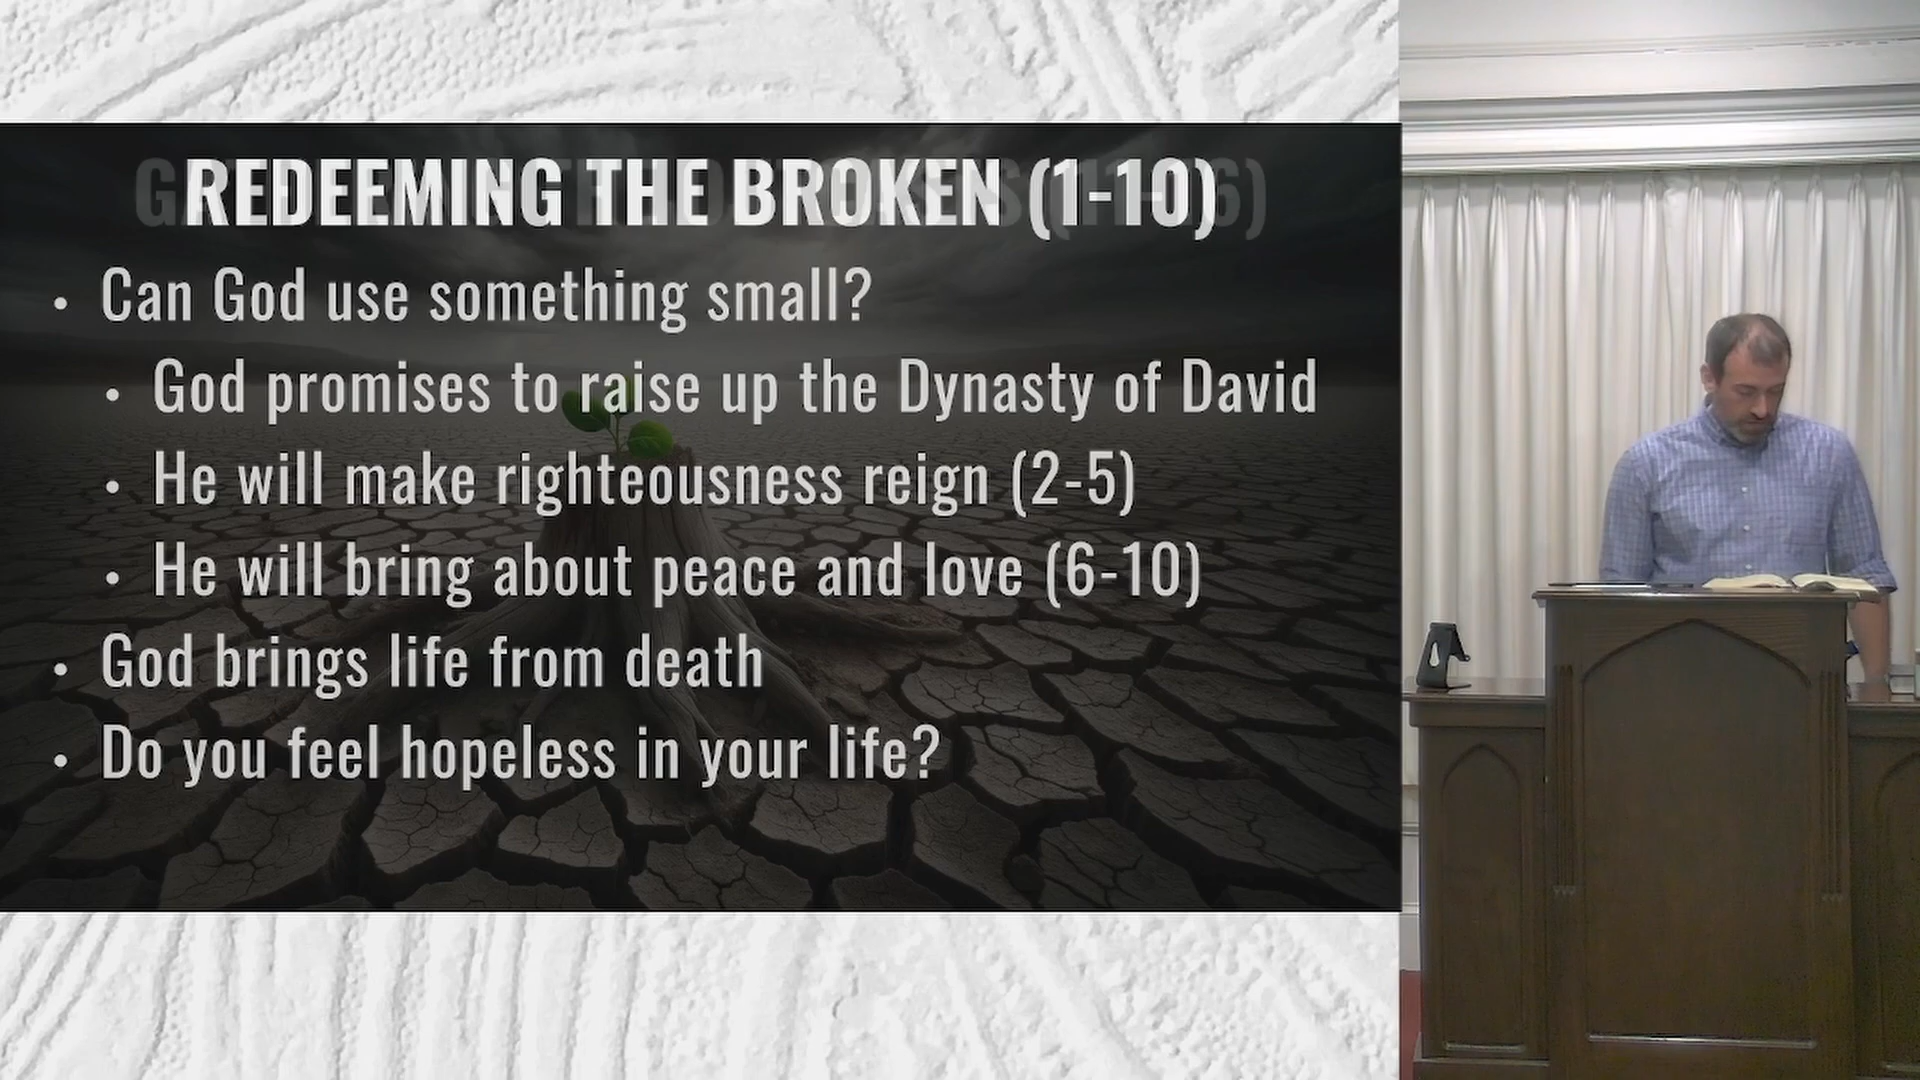 REDEEMING THE BROKEN (1-10)
• Can God use something small?
• God promises to raise up the Dynasty of David
• He will make righteousness reign (2-5)
• He will bring about peace and love (6-10)
• God brings life from death
• Do you feel hopeless in your life?